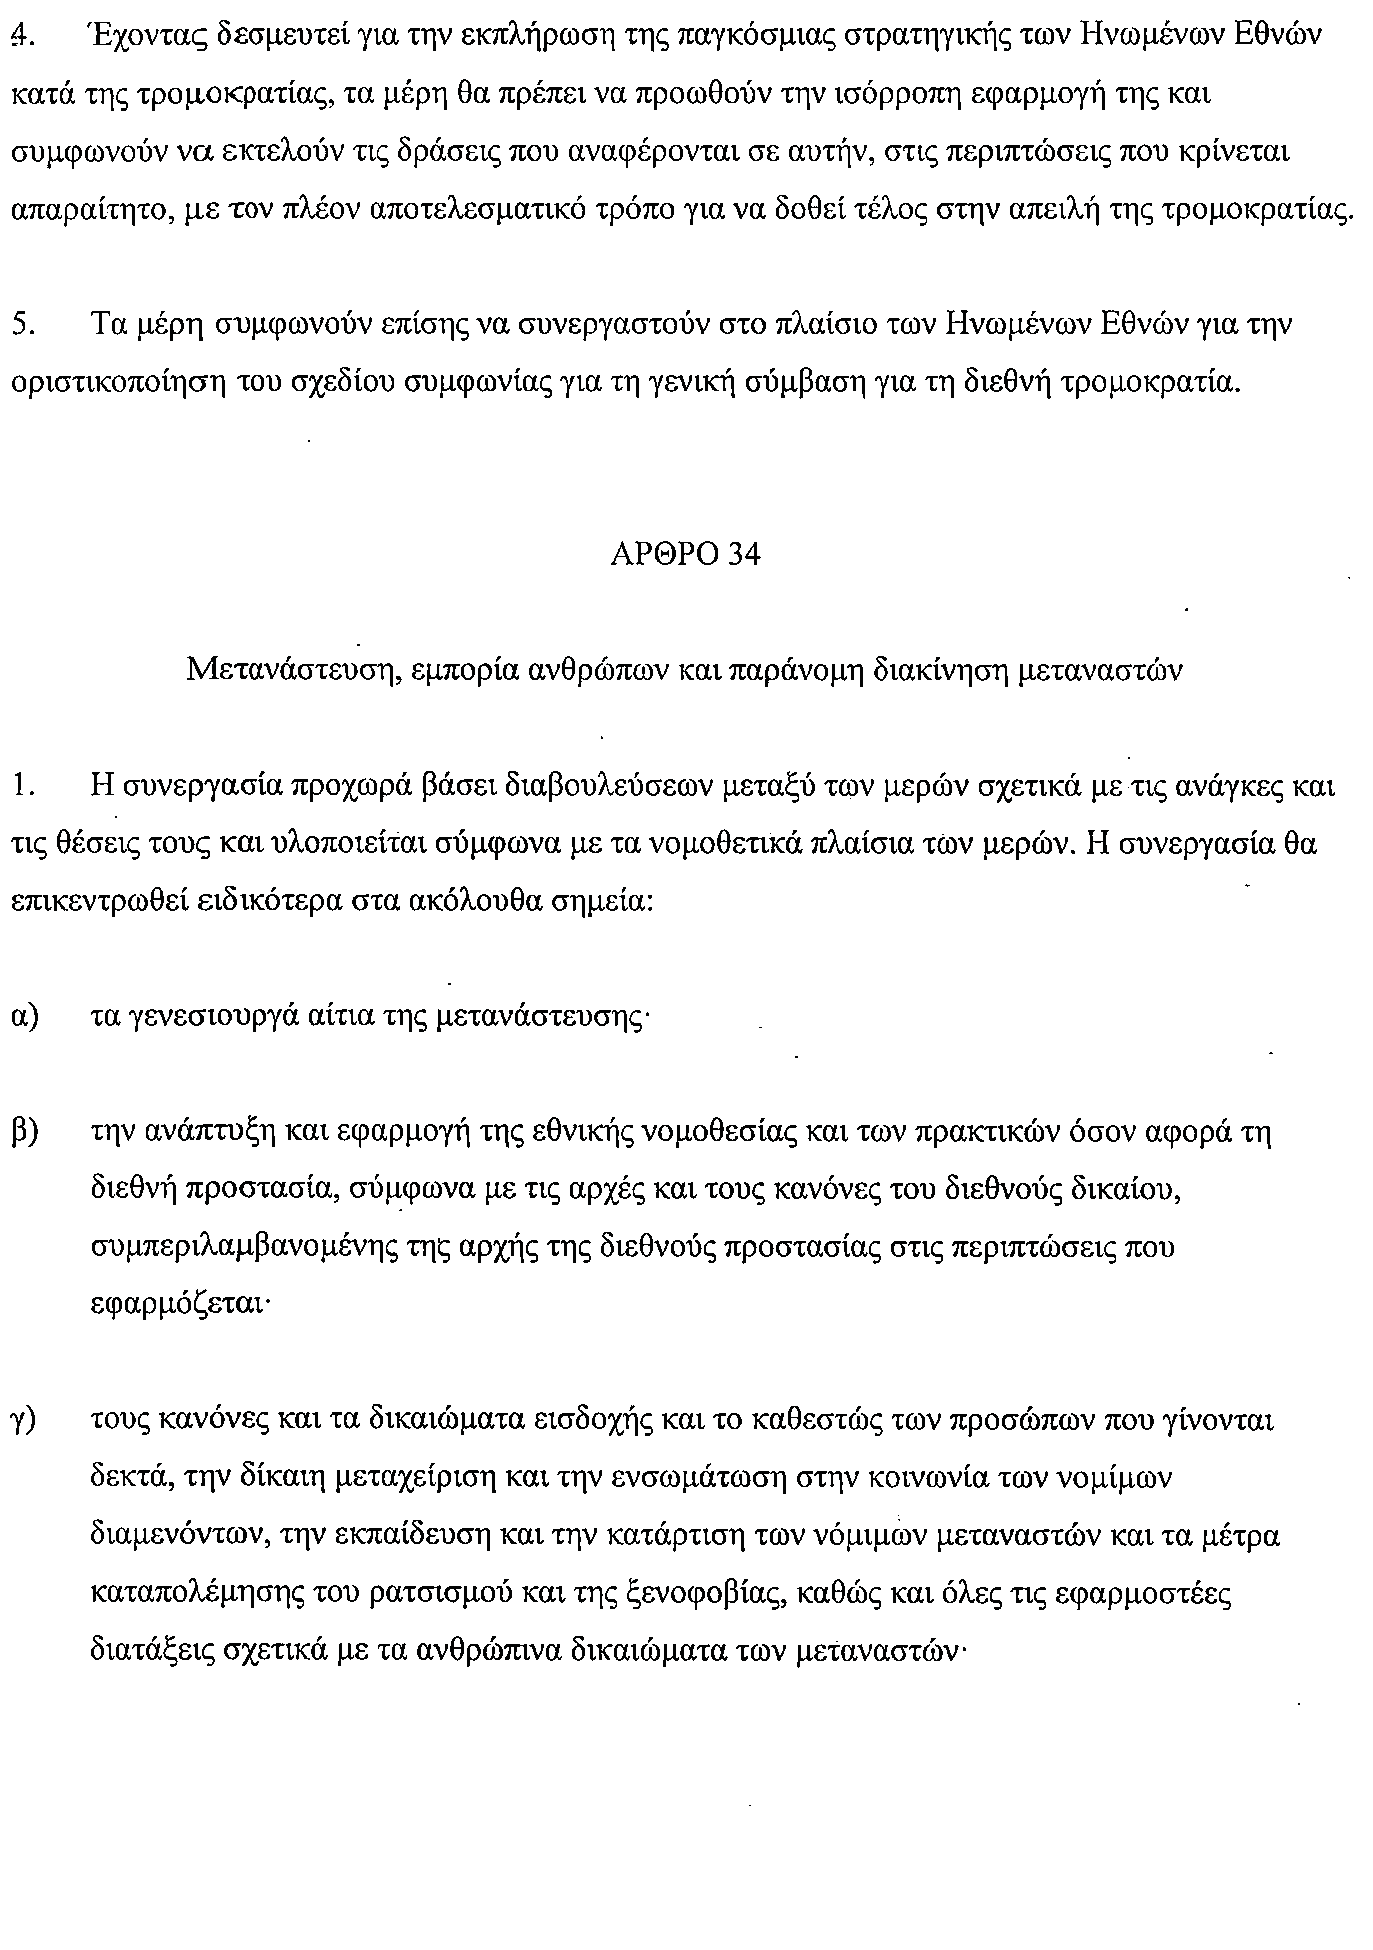 4. Έχοντας δεσμευτεί για την εκπλήρωση της παγκόσμιας στρατηγικής των Ηνωμένων Εθνών
κατά της τρομοκρατίας, τα μέρη θα πρέπει να προωθούν την ισόρροπη εφαρμογή της και
συμφωνούν να εκτελούν τις δράσεις που αναφέρονται σε αυτήν, στις περιπτώσεις που κρίνεται
απαραίτητο, με τον πλέον αποτελεσματικό τρόπο για να δοθεί τέλος στην απειλή της τρομοκρατίας.
5. Τα μέρη συμφωνούν επίσης να συνεργαστούν στο πλαίσιο των Ηνωμένων Εθνών για την
οριστικοποίηση του σχεδίου συμφωνίας για τη γενική σύμβαση για τη διεθνή τρομοκρατία.
ΑΡΘΡΟ 34
Μετανάστευση, εμπορία ανθρώπων και παράνομη διακίνηση μεταναστών
1. Η συνεργασία προχωρά βάσει διαβουλεύσεων μεταξύ των μερών σχετικά με τις ανάγκες και
τις θέσεις τους και υλοποιείται σύμφωνα με τα νομοθετικά πλαίσια των μερών. Η συνεργασία θα
επικεντρωθεί ειδικότερα στα ακόλουθα σημεία:
α) τα γενεσιουργά αίτια της μετανάστευσης·
β) την ανάπτυξη και εφαρμογή της εθνικής νομοθεσίας και των πρακτικών όσον αφορά τη
διεθνή προστασία, σύμφωνα με τις αρχές και τους κανόνες του διεθνούς δικαίου,
συμπεριλαμβανομένης της αρχής της διεθνούς προστασίας στις περιπτώσεις που
εφαρμόζεται·
γ) τους κανόνες και τα δικαιώματα εισδοχής και το καθεστώς των προσώπων που γίνονται
δεκτά, την δίκαιη μεταχείριση και την ενσωμάτωση στην κοινωνία των νομίμων
διαμενόντων, την εκπαίδευση και την κατάρτιση των νόμιμων μεταναστών και τα μέτρα
καταπολέμησης του ρατσισμού και της ξενοφοβίας, καθώς και όλες τις εφαρμοστέες
διατάξεις σχετικά με τα ανθρώπινα δικαιώματα των μεταναστών·